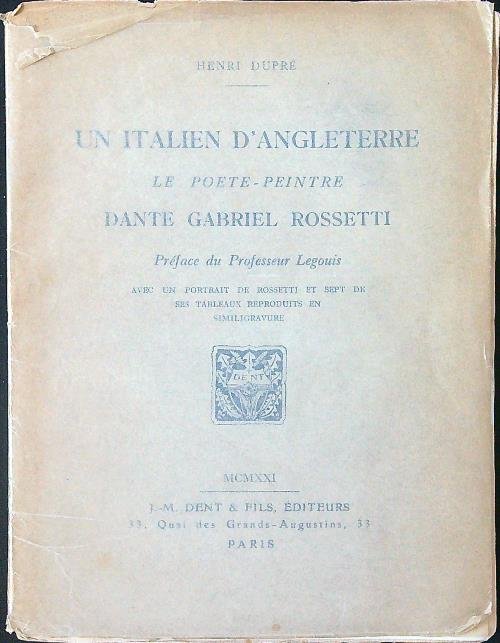 HENRI DUPRÉ
UN ITALIEN D'ANGLETERRE
LE POETE-PEINTRE
DANTE GABRIEL ROSSETTI
Préface du Professeur Legouis
AVEC UN PORTRAIT DE ROSSETTI ET SEPT DE
SES TABLEAUX REPRODUITS EN
SIMILIGRAVURE
DENT
MCMXXI
J.-M. DENT & FILS, ÉDITEURS
33, Quai des Grands-Augustins, 33
PARIS